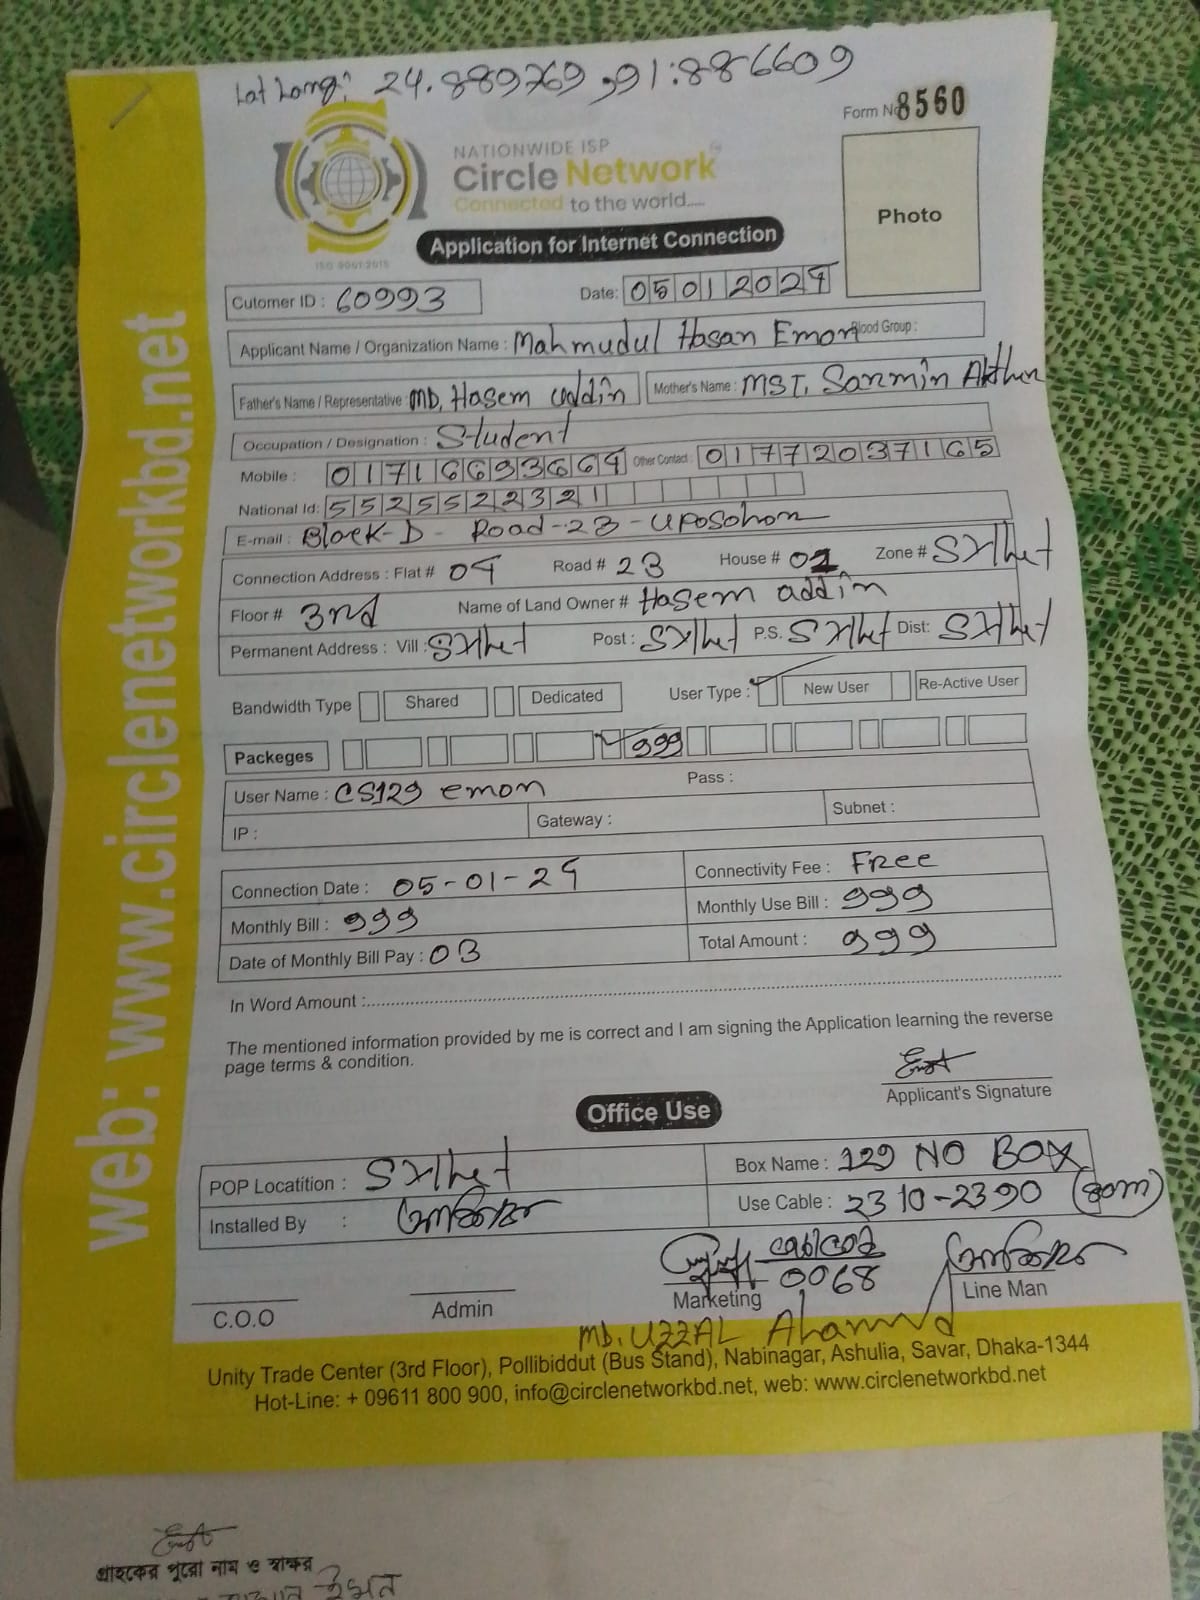 Lat Long: 24.889769,91.886609
Form No 8560
NATIONWIDE ISP
Circle Network
Connected to the world.....
ISO 9001:2015
Photo
Application for Internet Connection
Cutomer ID : 60993 Date: 05012024
Applicant Name / Organization Name : Mahmudul Hasan Emon Blood Group :
Father's Name / Representative MD, Hasem uddin Mother's Name : MST. Sanmin Akther
Occupation / Designation : Student
Mobile : 01716693664 Other Contact : 01772037165
National Id: 5525522321
E-mail : Block-D - Road-23-uposohon
Connection Address : Flat # 04 Road # 23 House # 02 Zone # Sylhet
Floor # 3rd Name of Land Owner # Hasem uddin
Permanent Address : Vill : Sylhet Post : Sylhet P.S. Sylhet Dist: Sylhet
Bandwidth Type Shared Dedicated User Type : New User Re-Active User
Packeges 999
User Name : CS129 emon Pass :
IP : Gateway : Subnet :
Connection Date : 05-01-24 Connectivity Fee : Free
Monthly Bill : 999 Monthly Use Bill : 999
Date of Monthly Bill Pay : 03 Total Amount : 999
In Word Amount :
The mentioned information provided by me is correct and I am signing the Application learning the reverse
page terms & condition.
Applicant's Signature
Office Use
POP Locatition : Sylhet Box Name : 129 NO BOX
Installed By : Use Cable : 2310-2390 (80m)
0068
C.O.O Admin Marketing Line Man
MD. UZZAL Ahamed
Unity Trade Center (3rd Floor), Pollibiddut (Bus Stand), Nabinagar, Ashulia, Savar, Dhaka-1344
Hot-Line: + 09611 800 900, info@circlenetworkbd.net, web: www.circlenetworkbd.net
web: www.circlenetworkbd.net
গ্রাহকের পুরো নাম ও স্বাক্ষর